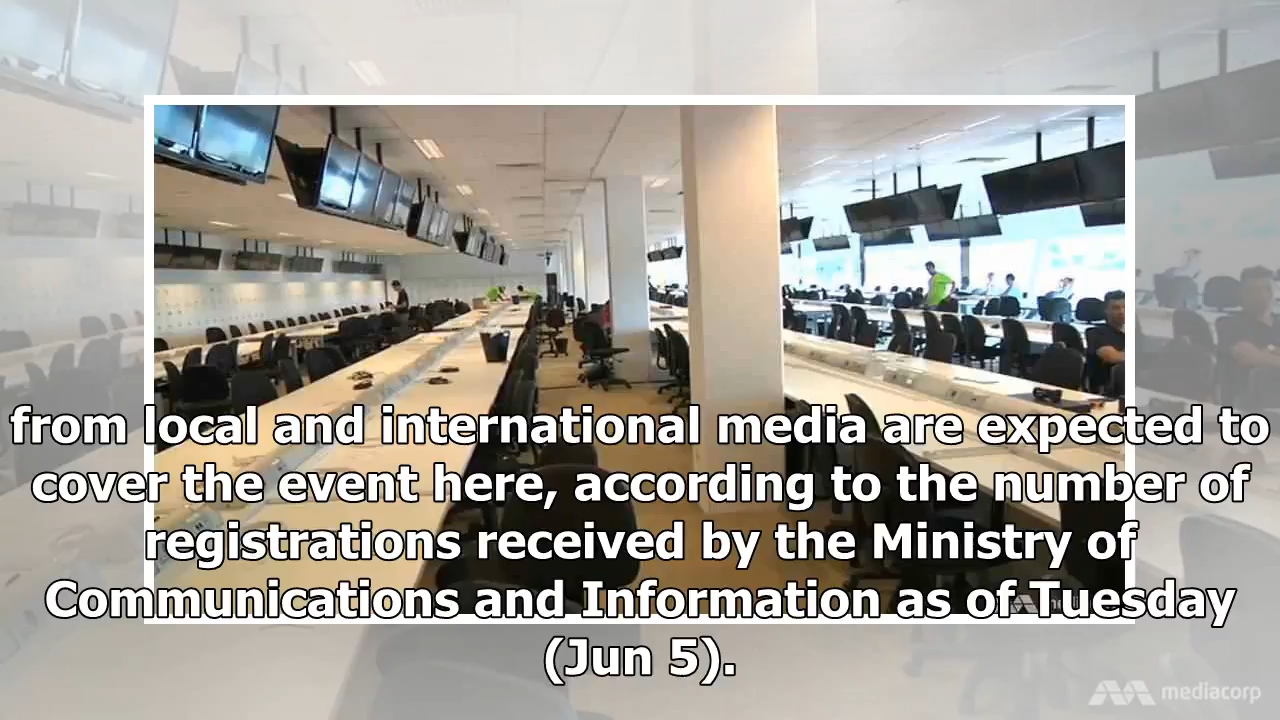 from local and international media are expected to
cover the event here, according to the number of
registrations received by the Ministry of
Communications and Information as of Tuesday
(Jun 5).
mediacorp